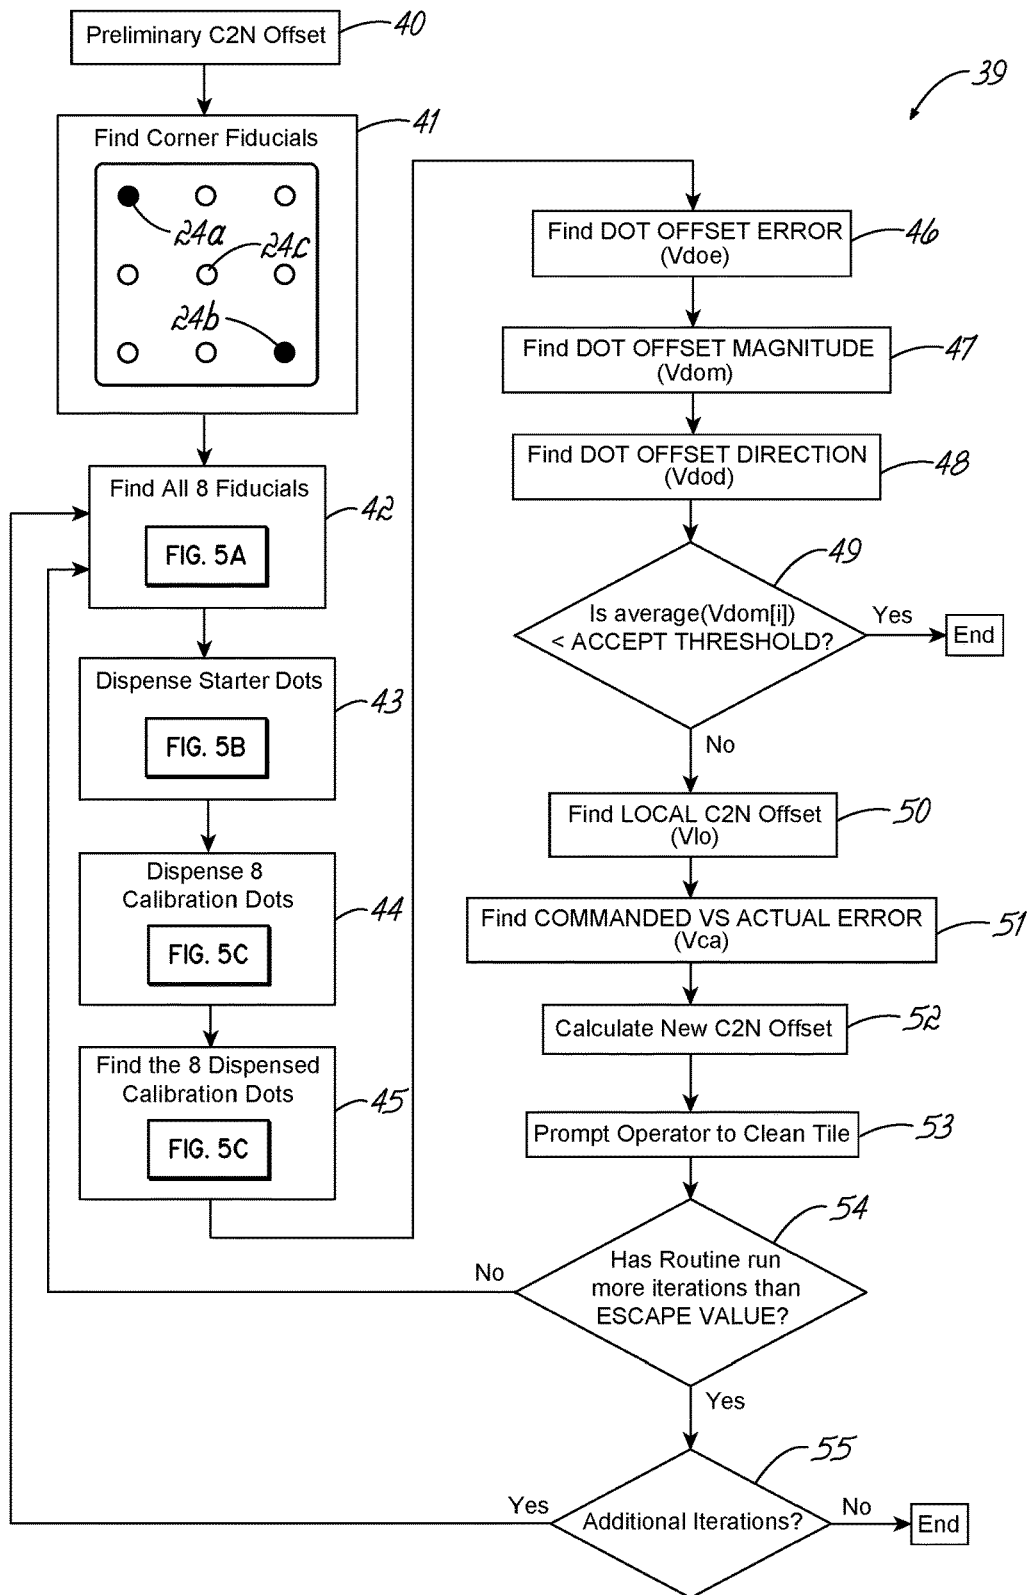 Preliminary C2N Offset
40
39
Find Corner Fiducials
41
24a
24c
24b
Find All 8 Fiducials
42
FIG. 5A
Dispense Starter Dots
43
FIG. 5B
Dispense 8
Calibration Dots
44
FIG. 5C
Find the 8 Dispensed
Calibration Dots
45
FIG. 5C
Find DOT OFFSET ERROR
(Vdoe)
46
Find DOT OFFSET MAGNITUDE
(Vdom)
47
Find DOT OFFSET DIRECTION
(Vdod)
48
49
Is average(Vdom[i])
< ACCEPT THRESHOLD?
Yes
End
No
Find LOCAL C2N Offset
(Vlo)
50
Find COMMANDED VS ACTUAL ERROR
(Vca)
51
Calculate New C2N Offset
52
Prompt Operator to Clean Tile
53
54
Has Routine run
more iterations than
ESCAPE VALUE?
No
Yes
55
Additional Iterations?
Yes
No
End